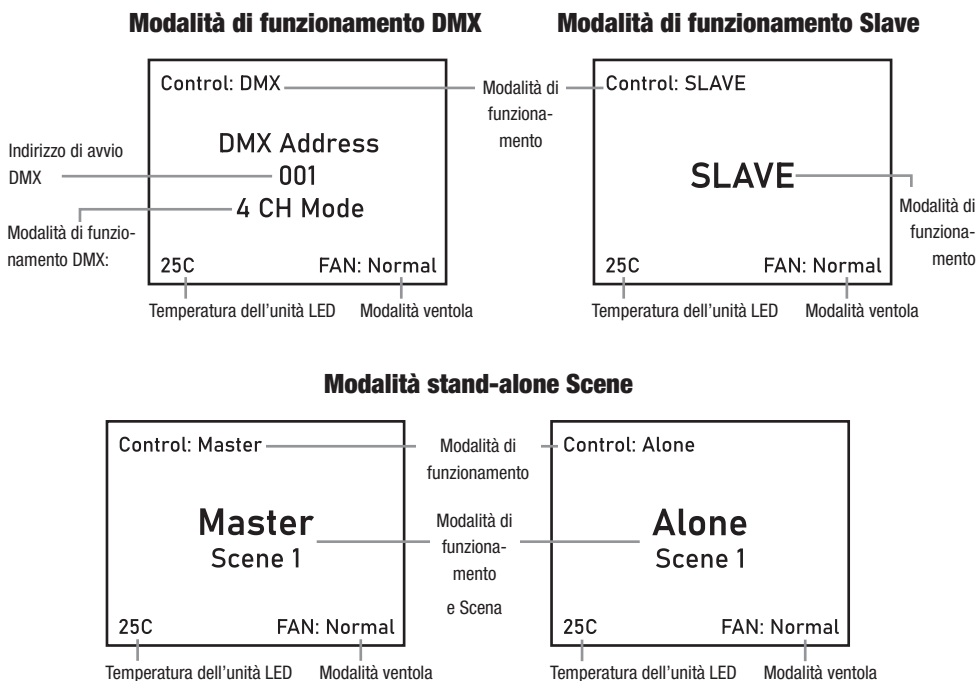 Modalità di funzionamento DMX
Modalità di funzionamento Slave
Control: DMX
Modalità di
funziona-
mento
Control: SLAVE
Indirizzo di avvio
DMX
DMX Address
001
4 CH Mode
Modalità di funzio-
namento DMX:
SLAVE
Modalità di
funziona-
mento
25C
FAN: Normal
25C
FAN: Normal
Temperatura dell'unità LED
Modalità ventola
Temperatura dell'unità LED
Modalità ventola
Modalità stand-alone Scene
Control: Master
Modalità di
funzionamento
Control: Alone
Master
Scene 1
Modalità di
funziona-
mento
e Scena
Alone
Scene 1
25C
FAN: Normal
25C
FAN: Normal
Temperatura dell'unità LED
Modalità ventola
Temperatura dell'unità LED
Modalità ventola